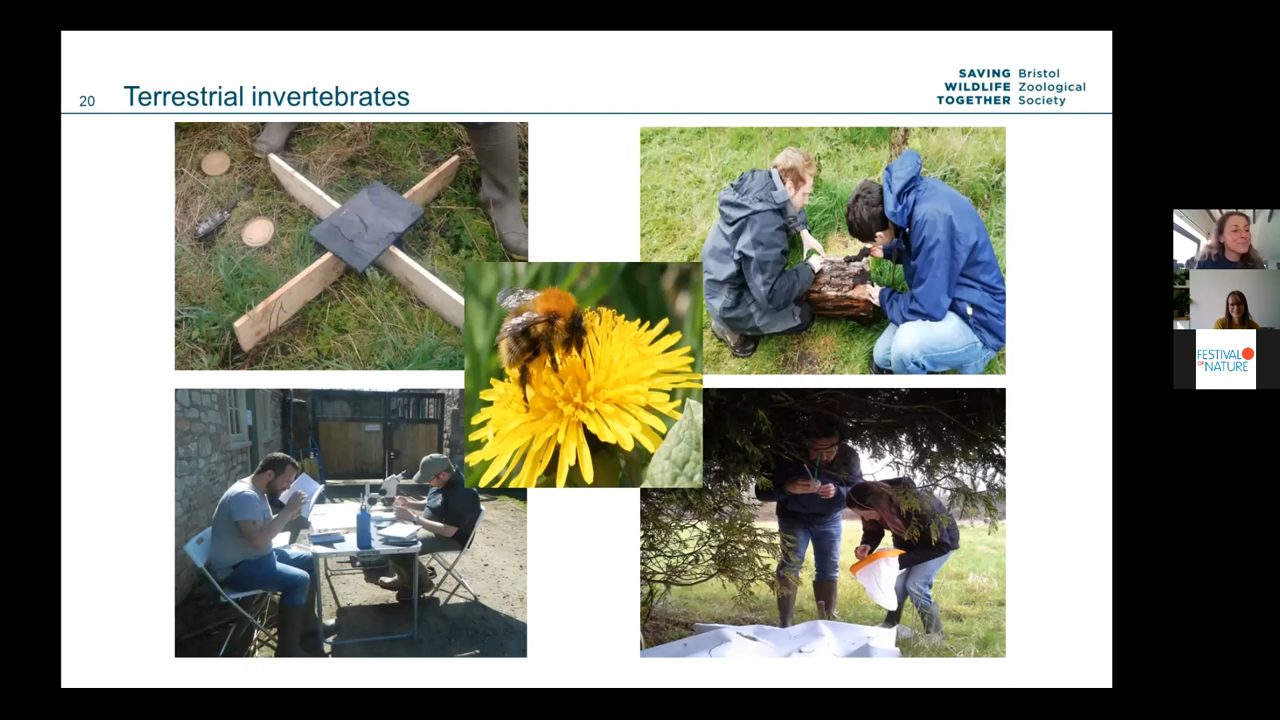 20 Terrestrial invertebrates
SAVING Bristol
WILDLIFE Zoological
TOGETHER Society
FESTIVAL
OF NATURE